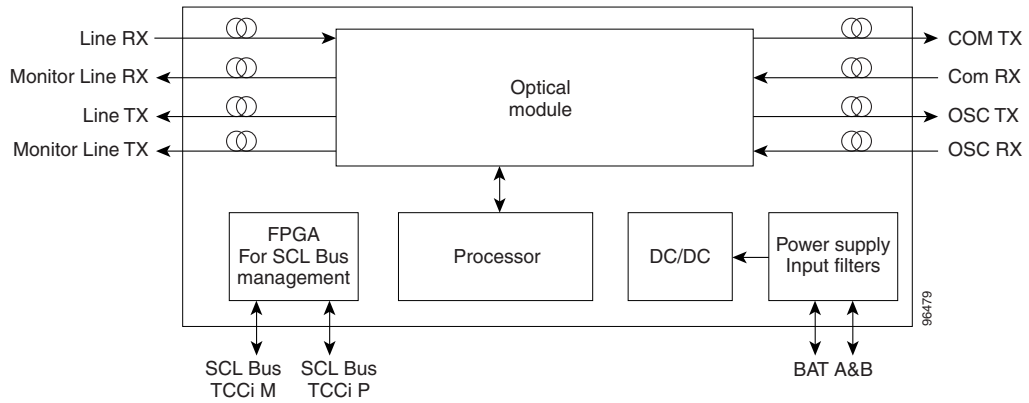 Line RX
Monitor Line RX
Line TX
Monitor Line TX
Optical
module
COM TX
Com RX
OSC TX
OSC RX
FPGA
For SCL Bus
management
Processor
DC/DC
Power supply
Input filters
96479
SCL Bus
TCCi M
SCL Bus
TCCi P
BAT A&B